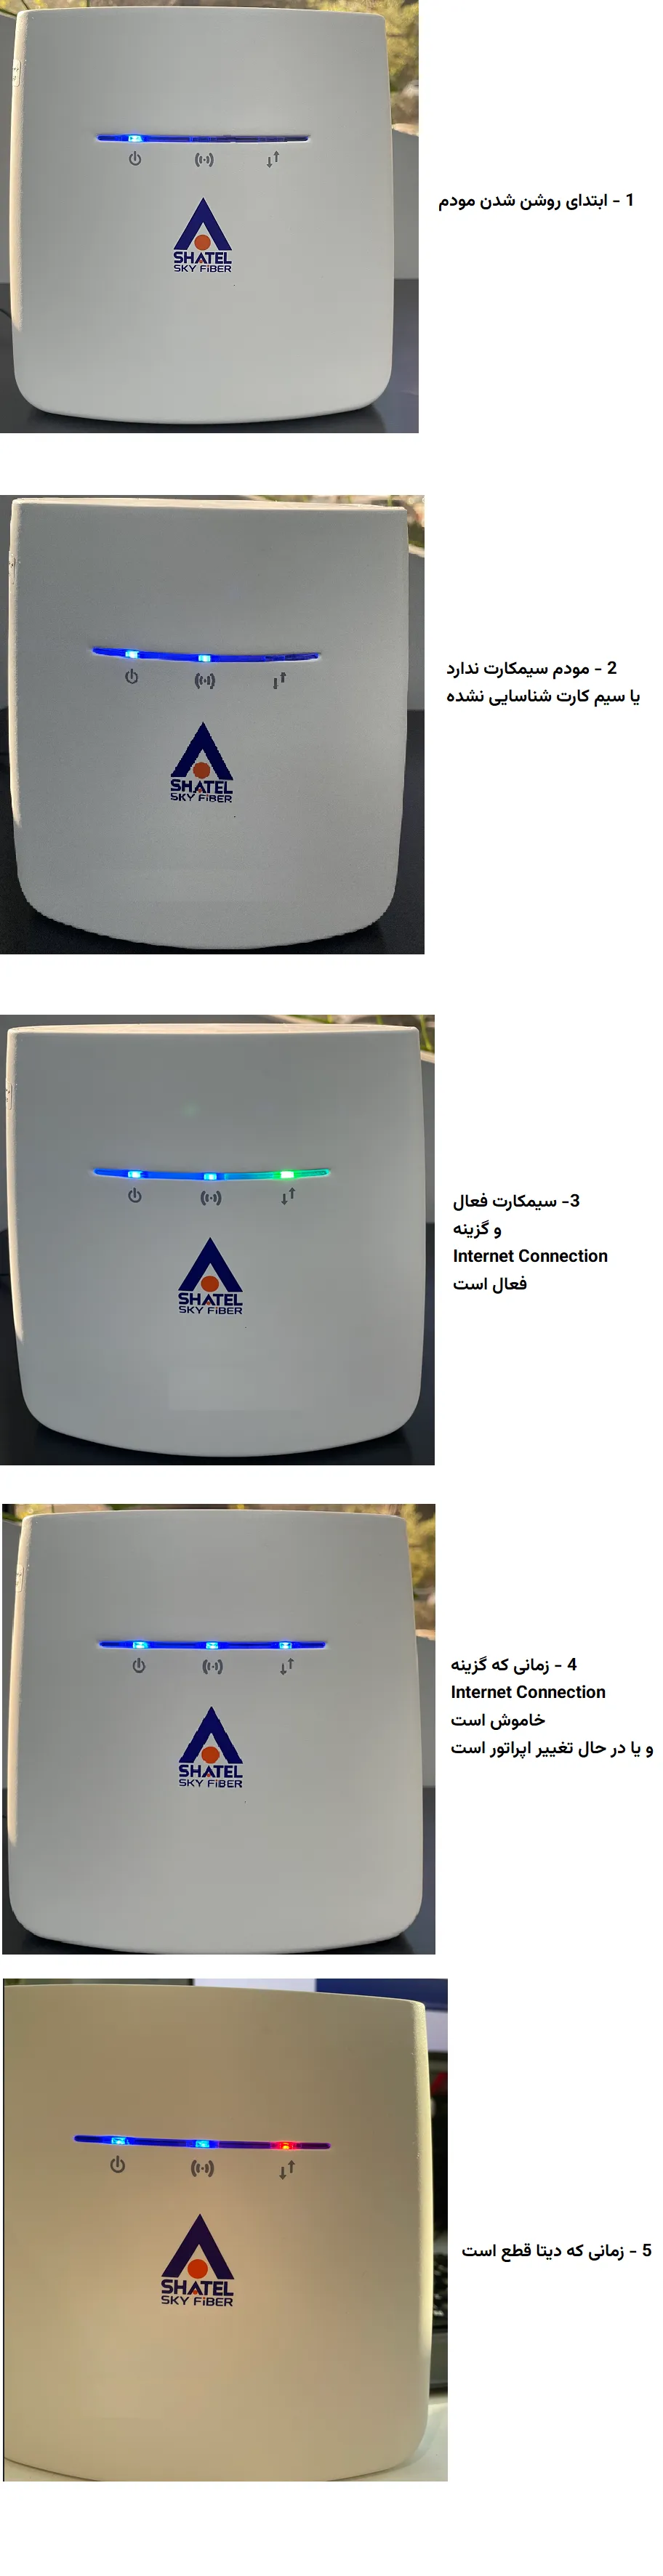 SHATEL
SKY FiBER
1 - ابتدای روشن شدن مودم
SHATEL
SKY FiBER
2 - مودم سیمکارت ندارد
یا سیم کارت شناسایی نشده
SHATEL
SKY FiBER
3- سیمکارت فعال
و گزینه
Internet Connection
فعال است
SHATEL
SKY FiBER
4 - زمانی که گزینه
Internet Connection
خاموش است
و یا در حال تغییر اپراتور است
SHATEL
SKY FiBER
5 - زمانی که دیتا قطع است